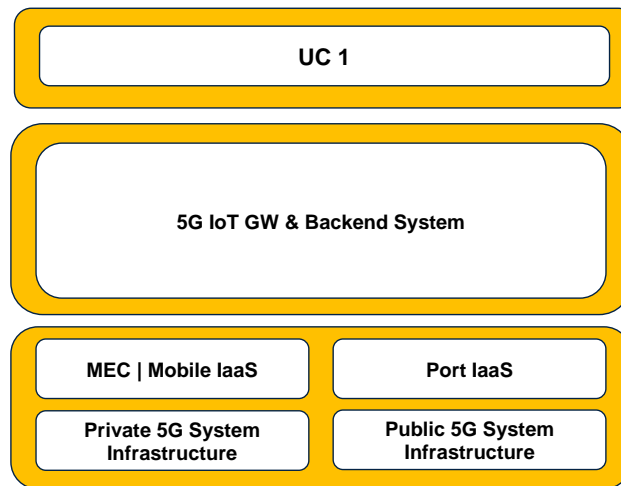 UC 1
5G IoT GW & Backend System
MEC | Mobile IaaS
Port IaaS
Private 5G System
Infrastructure
Public 5G System
Infrastructure